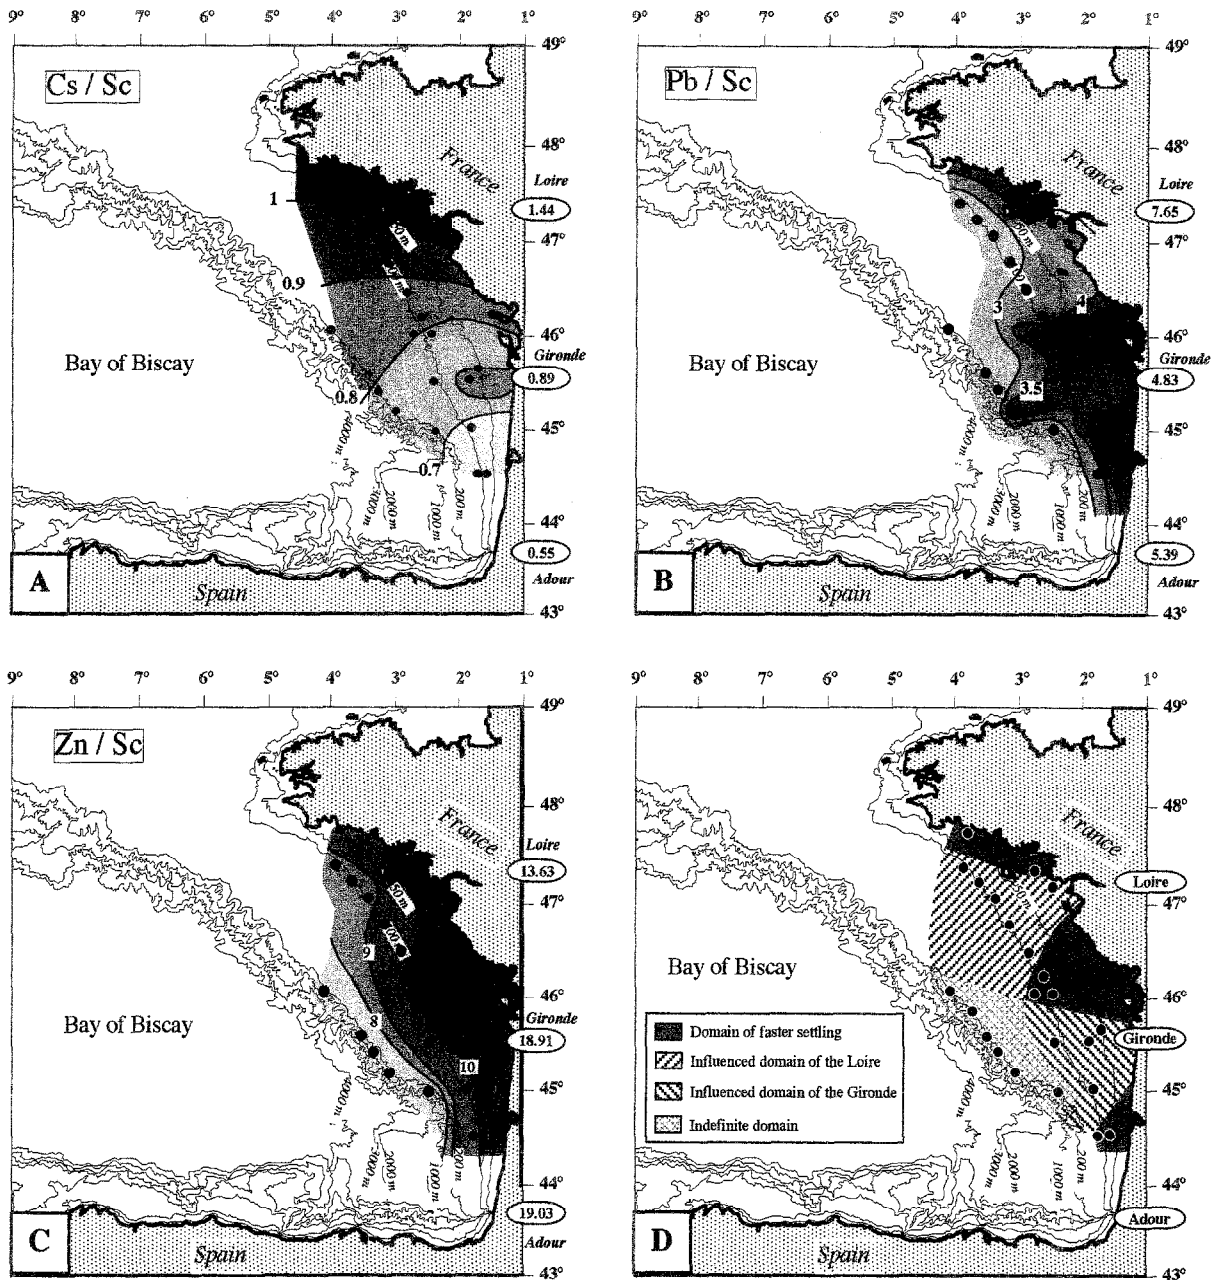 9° 8° 7° 6° 5° 4° 3° 2° 1°
Cs / Sc
49°
48°
47°
46°
45°
44°
43°
France
Loire
1.44
1
50 m
0.9
Bay of Biscay
Gironde
0.89
0.8
0.7
4000 m
3000 m
2000 m
1000 m
200 m
0.55
Adour
A
Spain
9° 8° 7° 6° 5° 4° 3° 2° 1°
Pb / Sc
49°
48°
47°
46°
45°
44°
43°
France
Loire
7.65
50 m
3
4
Bay of Biscay
Gironde
4.83
3.5
4000 m
3000 m
2000 m
1000 m
200 m
5.39
Adour
B
Spain
9° 8° 7° 6° 5° 4° 3° 2° 1°
Zn / Sc
49°
48°
47°
46°
45°
44°
43°
France
Loire
13.63
50 m
9
Bay of Biscay
8
Gironde
18.91
10
4000 m
3000 m
2000 m
1000 m
200 m
19.03
Adour
C
Spain
9° 8° 7° 6° 5° 4° 3° 2° 1°
49°
48°
47°
46°
45°
44°
43°
France
Loire
Bay of Biscay
Gironde
Domain of faster settling
Influenced domain of the Loire
Influenced domain of the Gironde
Indefinite domain
4000 m
3000 m
2000 m
1000 m
200 m
Adour
D
Spain